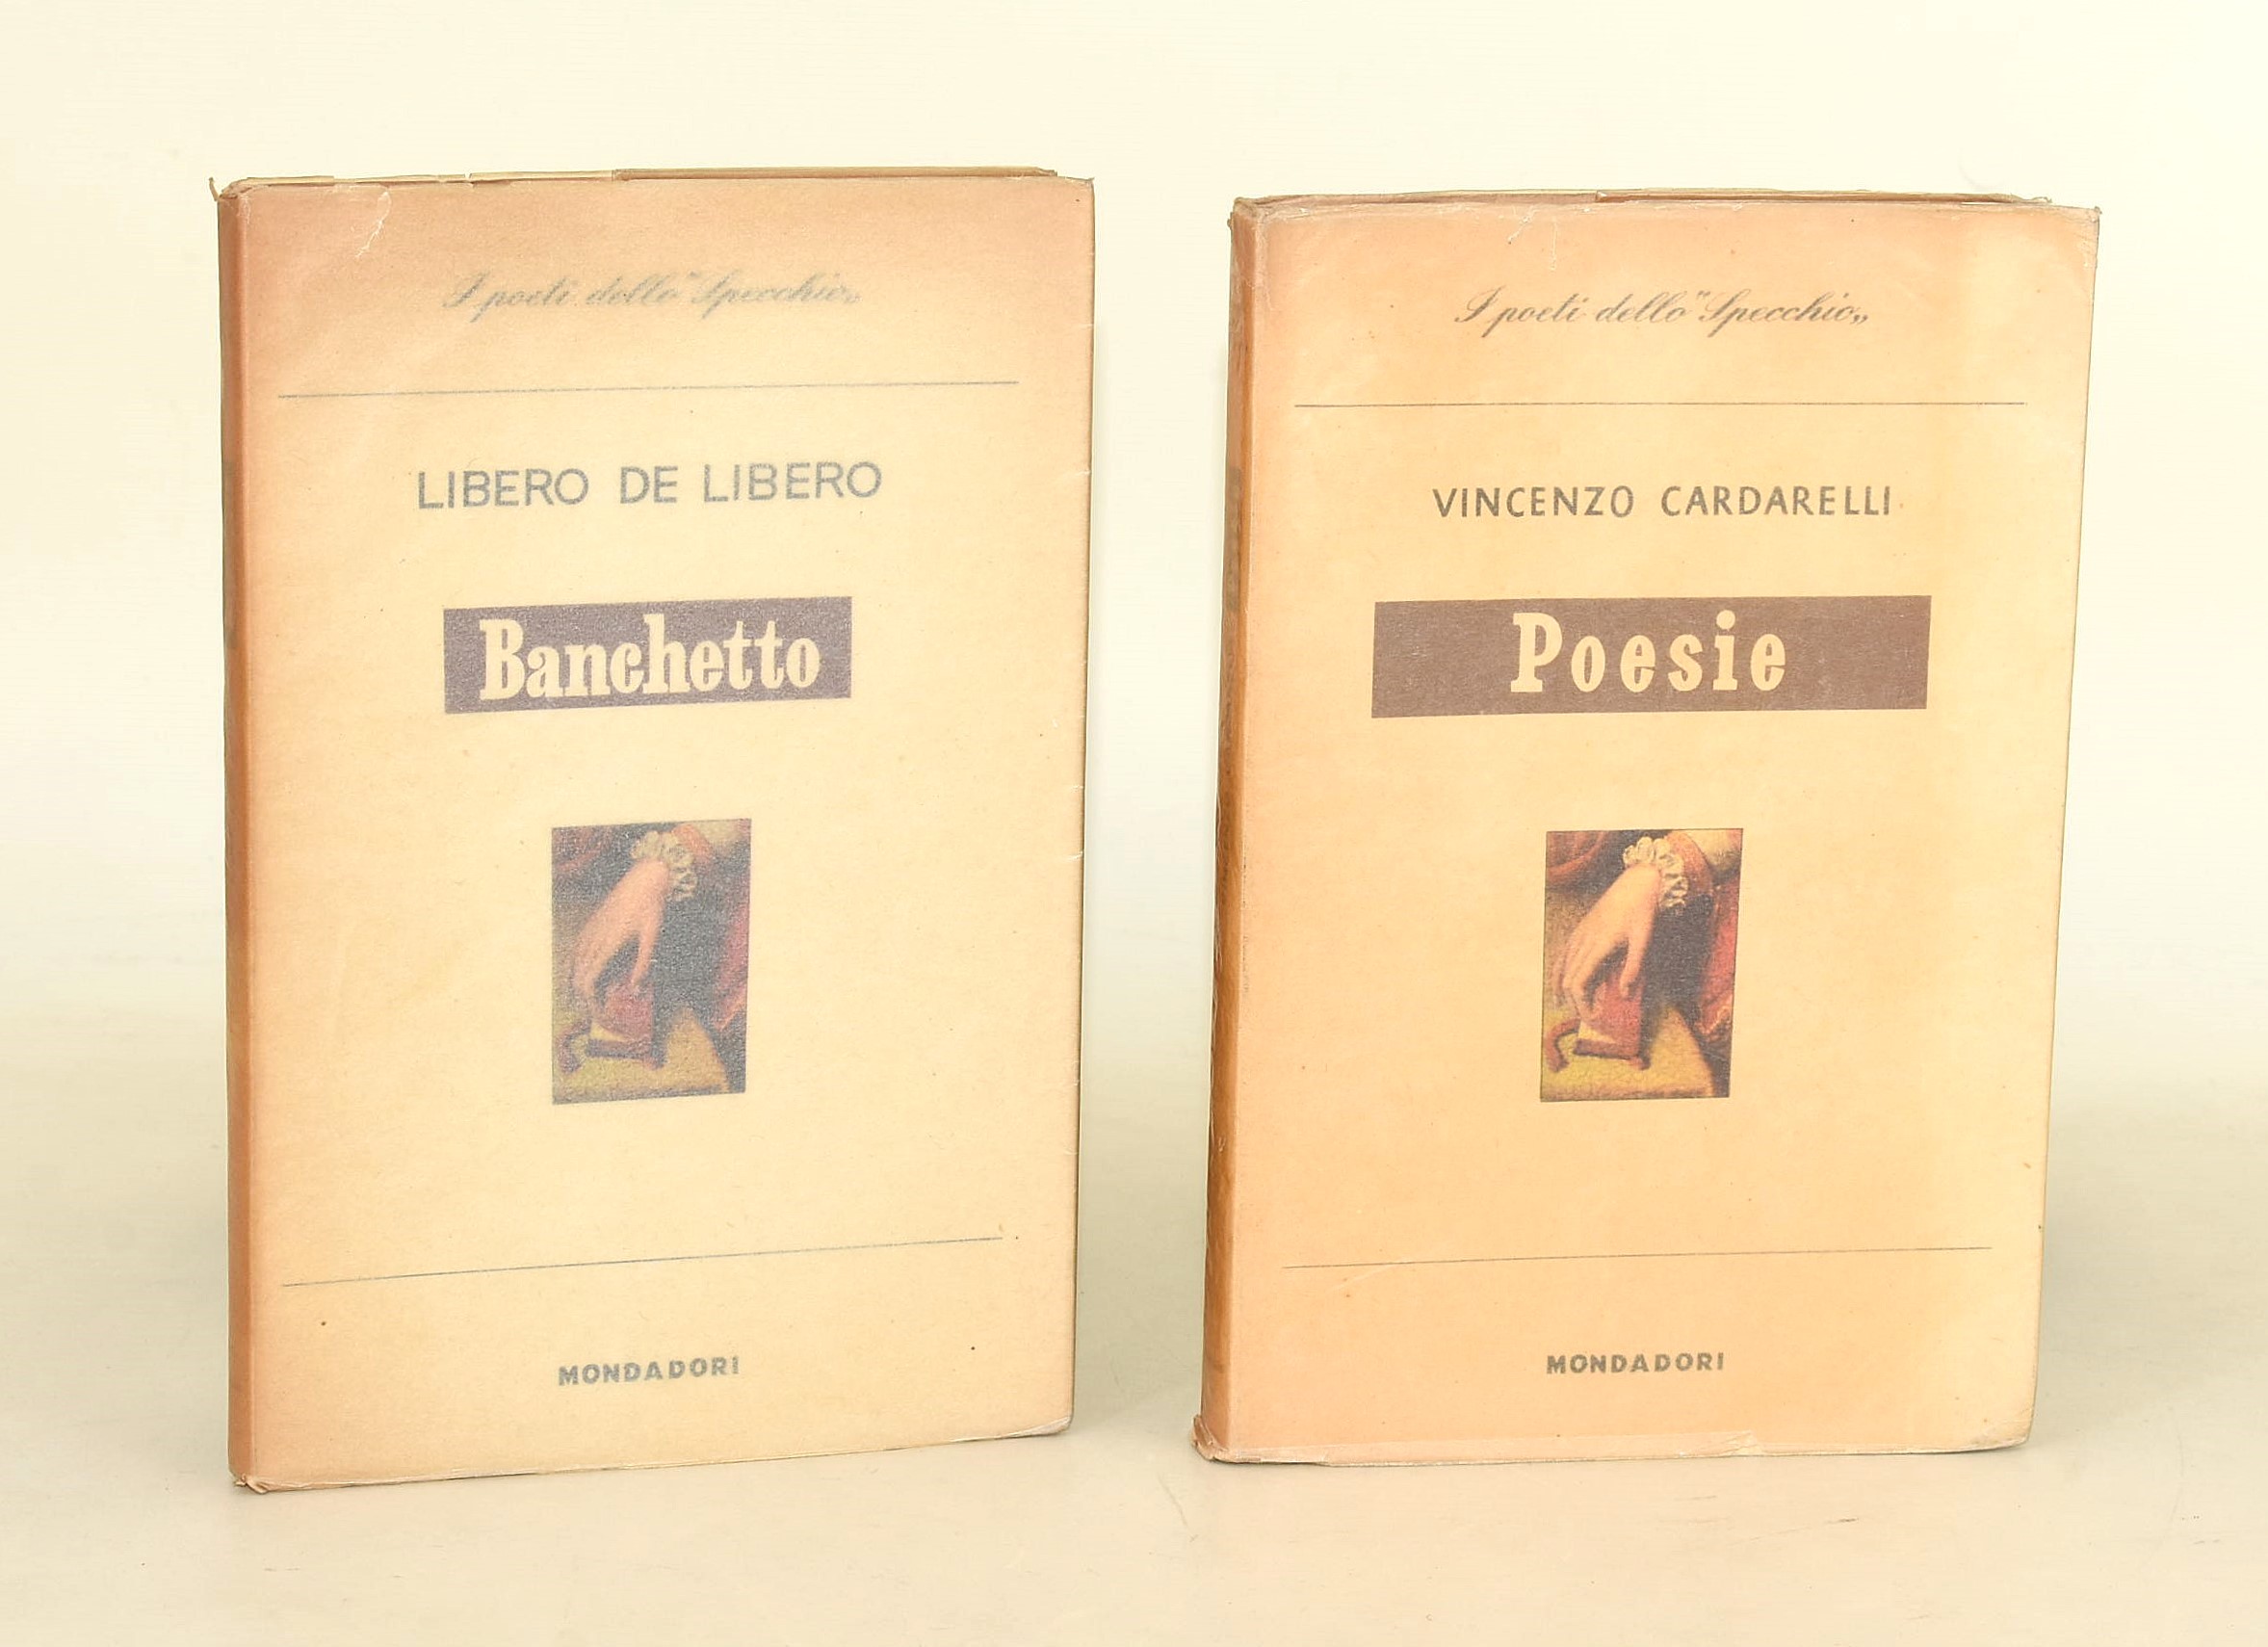 I poeti dello "Specchio„
LIBERO DE LIBERO
Banchetto
MONDADORI
I poeti dello "Specchio„
VINCENZO CARDARELLI
Poesie
MONDADORI